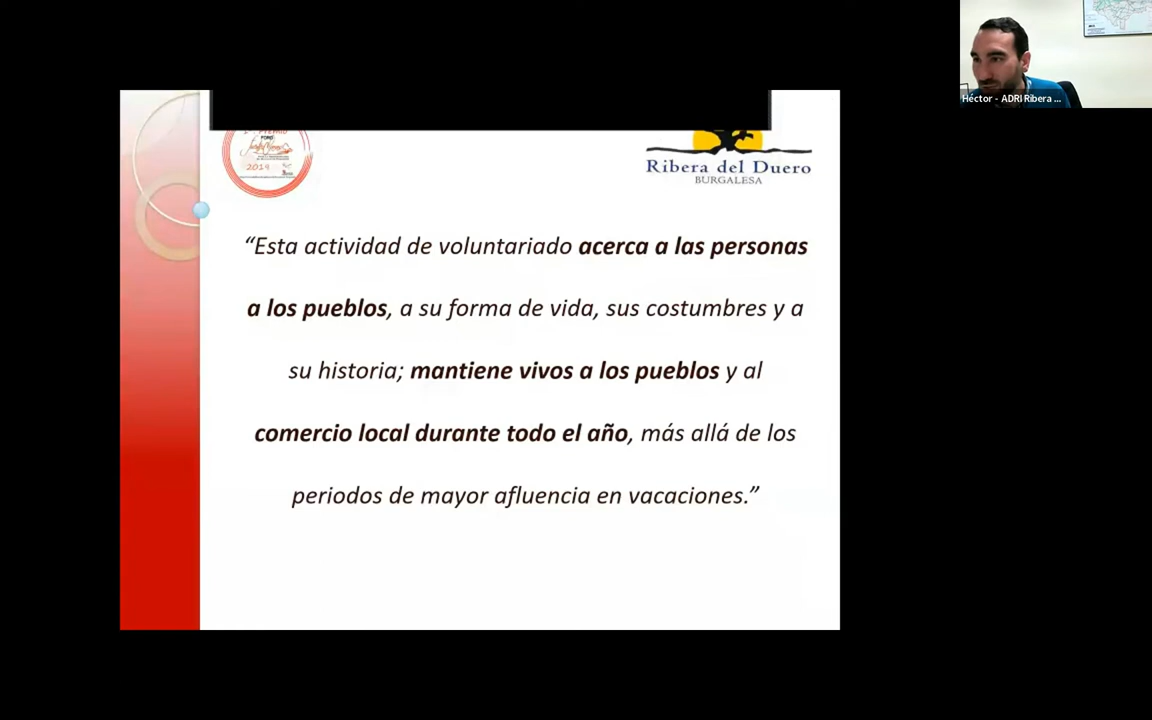 Héctor - ADRI Ribera ...
FORO
2019
Ribera del Duero
BURGALESA
“Esta actividad de voluntariado acerca a las personas
a los pueblos, a su forma de vida, sus costumbres y a
su historia; mantiene vivos a los pueblos y al
comercio local durante todo el año, más allá de los
periodos de mayor afluencia en vacaciones.”